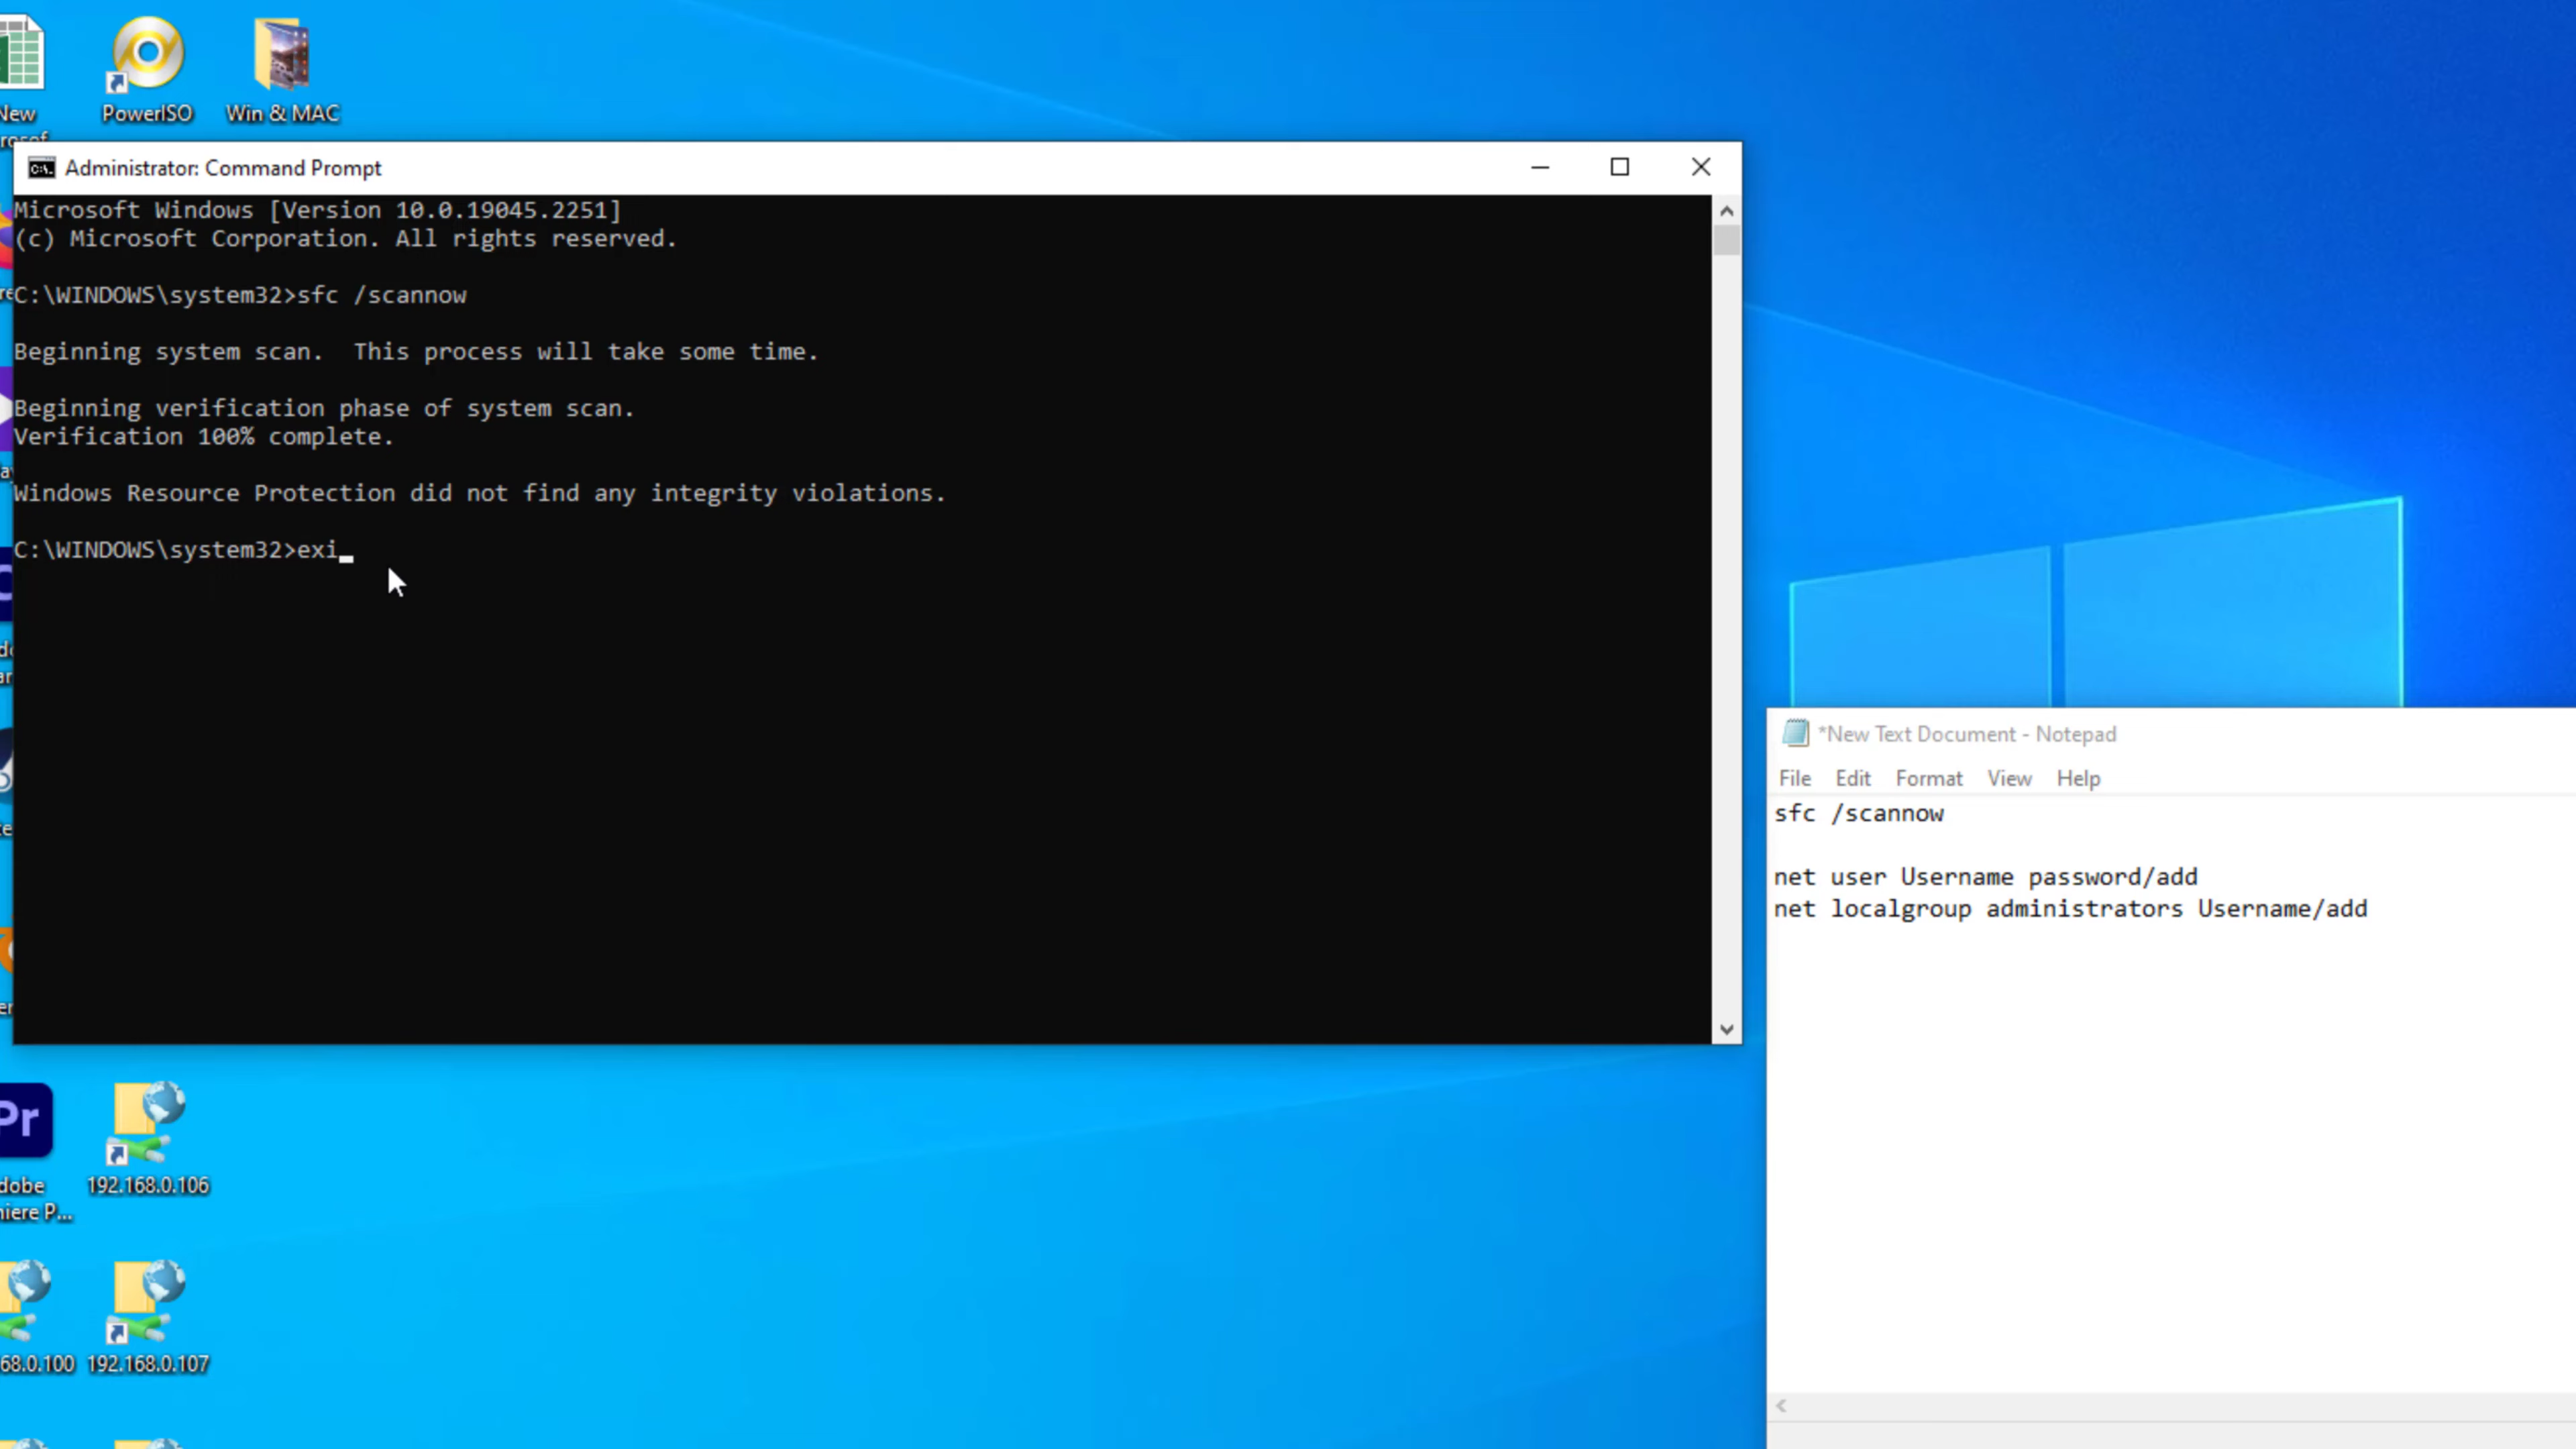 New
PowerISO
Win & MAC
Administrator: Command Prompt
Microsoft Windows [Version 10.0.19045.2251]
(c) Microsoft Corporation. All rights reserved.
C:\WINDOWS\system32>sfc /scannow
Beginning system scan.  This process will take some time.
Beginning verification phase of system scan.
Verification 100% complete.
Windows Resource Protection did not find any integrity violations.
C:\WINDOWS\system32>exi
*New Text Document - Notepad
File Edit Format View Help
sfc /scannow
net user Username password/add
net localgroup administrators Username/add
Pr
dobe
niere P...
192.168.0.106
68.0.100
192.168.0.107